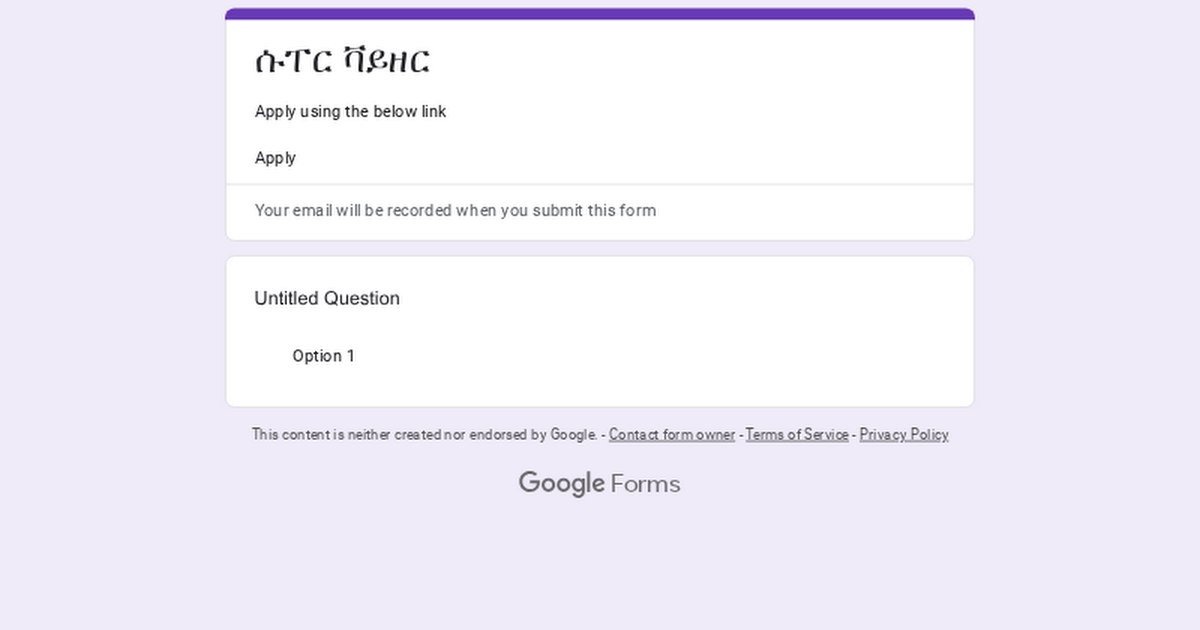 ሱፐር ቫይዘር
Apply using the below link
Apply
Your email will be recorded when you submit this form
Untitled Question
Option 1
This content is neither created nor endorsed by Google. - Contact form owner - Terms of Service - Privacy Policy
Google Forms